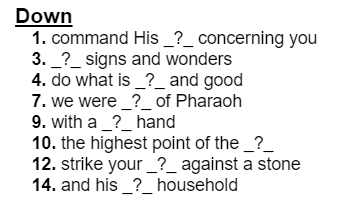 Down
1. command His _?_ concerning you
3. _?_ signs and wonders
4. do what is _?_ and good
7. we were _?_ of Pharaoh
9. with a _?_ hand
10. the highest point of the _?_
12. strike your _?_ against a stone
14. and his _?_ household